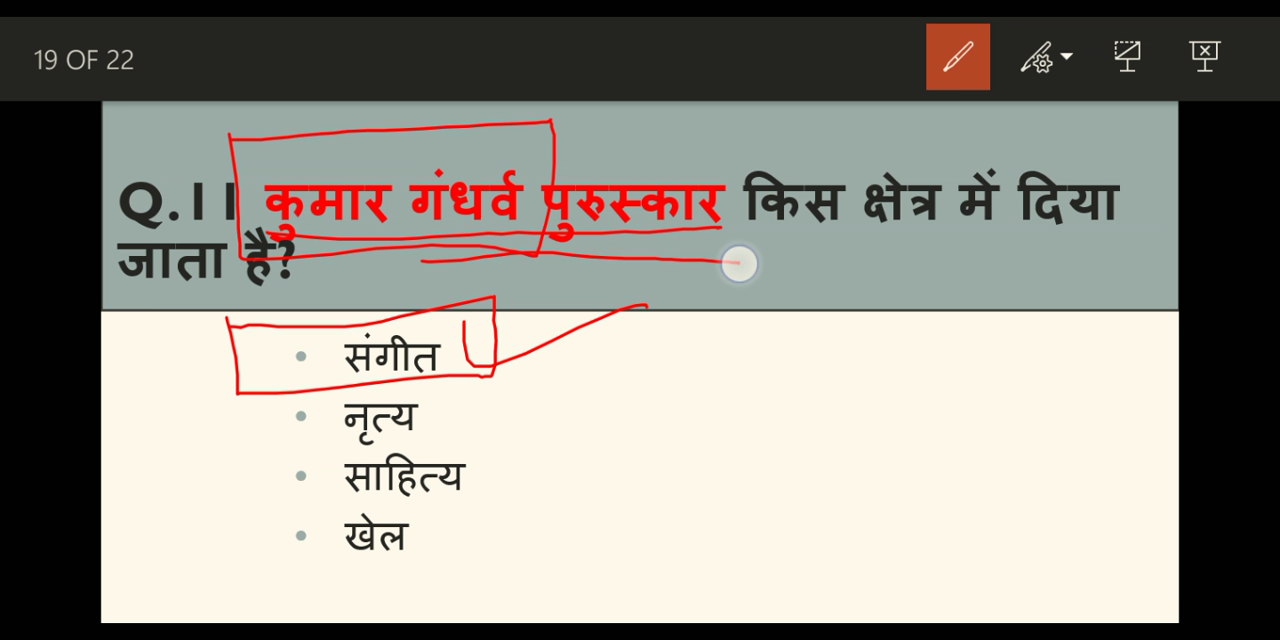 19 OF 22
Q.11 कुमार गंधर्व पुरुस्कार किस क्षेत्र में दिया
जाता है?
• संगीत
• नृत्य
• साहित्य
• खेल